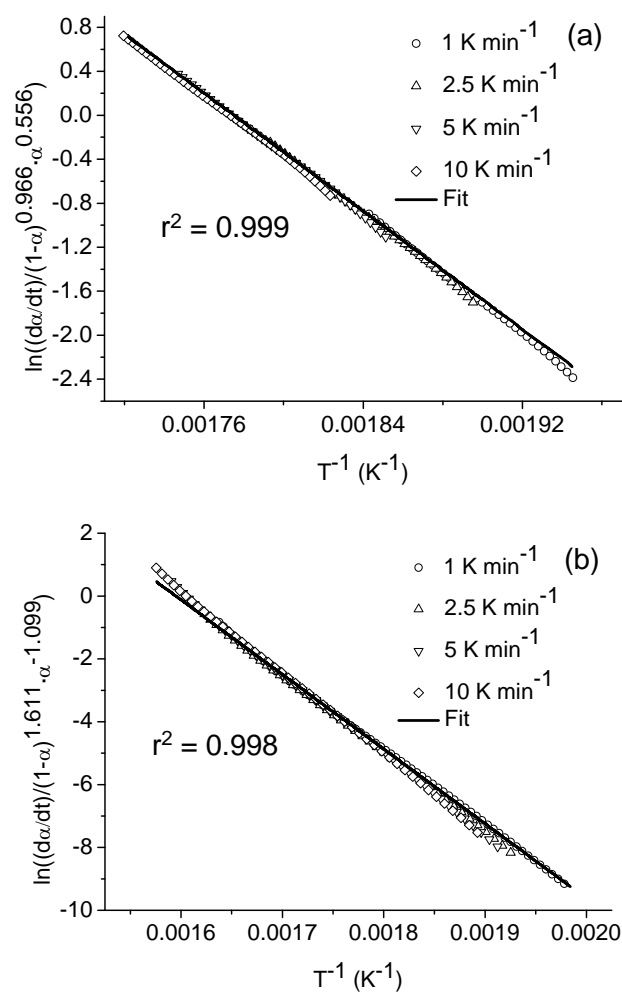 (a)
1 K min⁻¹
2.5 K min⁻¹
5 K min⁻¹
10 K min⁻¹
Fit
r² = 0.999
0.8
0.4
0.0
-0.4
-0.8
-1.2
-1.6
-2.0
-2.4
ln((dα/dt)/(1-α)^0.966·α^0.556
0.00176
0.00184
0.00192
T⁻¹ (K⁻¹)
(b)
1 K min⁻¹
2.5 K min⁻¹
5 K min⁻¹
10 K min⁻¹
Fit
r² = 0.998
2
0
-2
-4
-6
-8
-10
ln((dα/dt)/(1-α)^1.611·α^-1.099)
0.0016
0.0017
0.0018
0.0019
0.0020
T⁻¹ (K⁻¹)